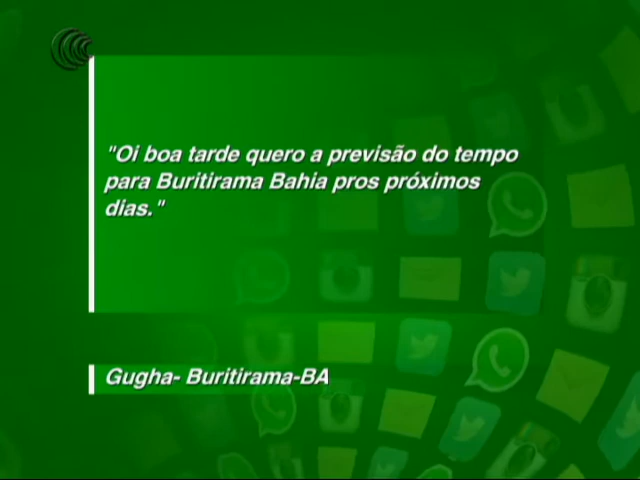 "Oi boa tarde quero a previsão do tempo
para Buritirama Bahia pros próximos
dias."
Gugha- Buritirama-BA